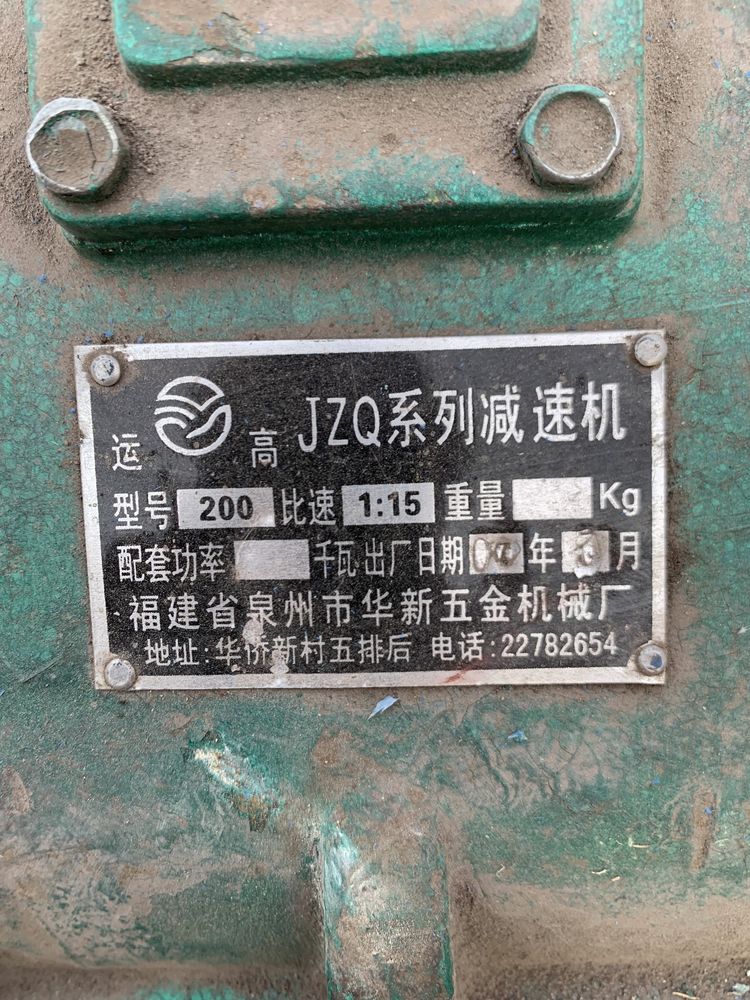 运 高 JZQ系列减速机
型号 200 比速 1:15 重量 Kg
配套功率 千瓦 出厂日期 年 月
福建省泉州市华新五金机械厂
地址:华侨新村五排后 电话:22782654